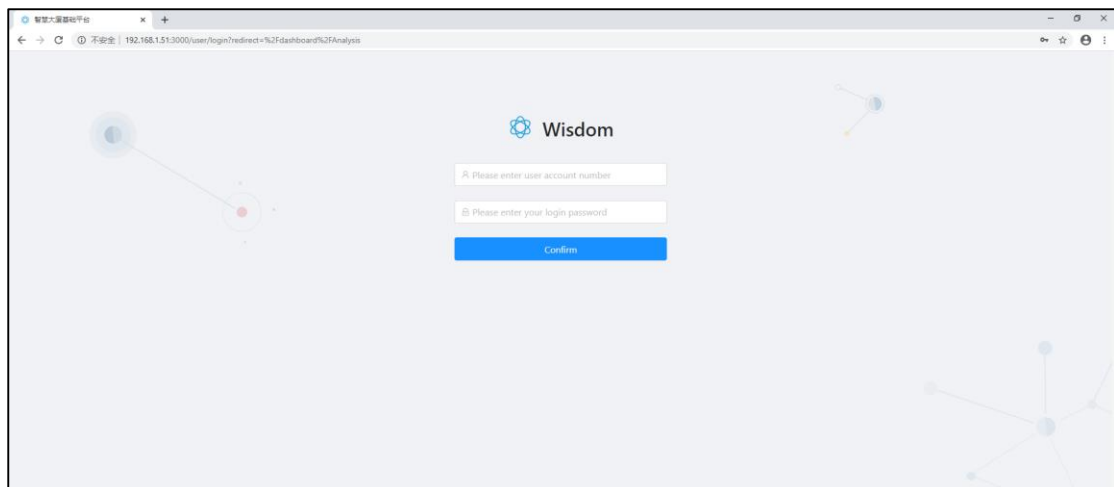 智慧大厦基础平台
不安全 | 192.168.1.51:3000/user/login?redirect=%2Fdashboard%2FAnalysis
Wisdom
Please enter user account number
Please enter your login password
Confirm